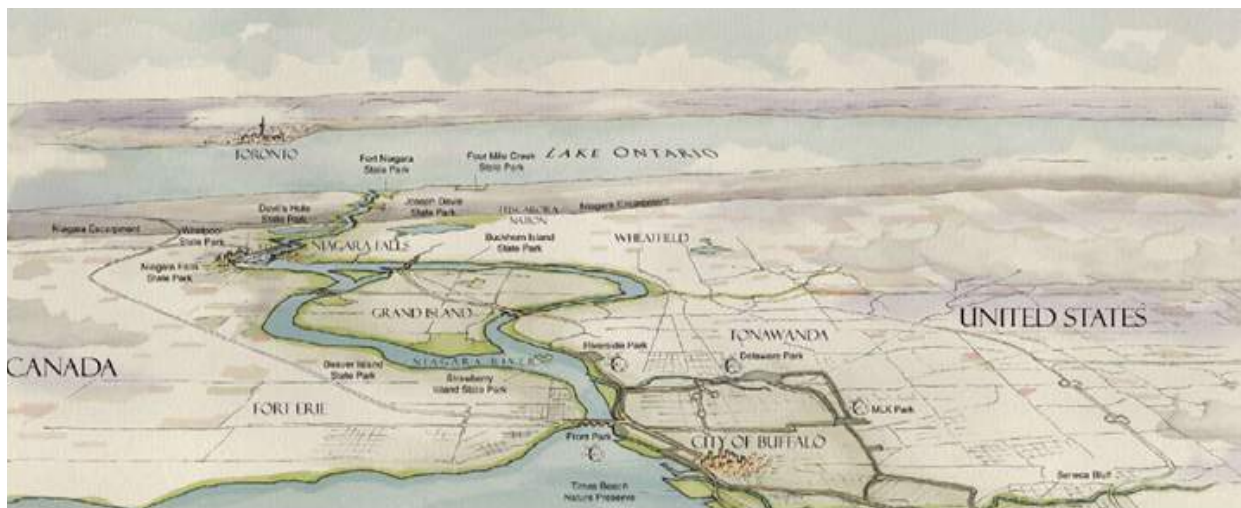 TORONTO
LAKE ONTARIO
Fort Niagara
State Park
Four Mile Creek
State Park
Devil's Hole
State Park
Joseph Davis
State Park
TUSCARORA
NATION
Niagara Escarpment
Niagara Escarpment
Whirlpool
State Park
NIAGARA FALLS
Buckhorn Island
State Park
WHEATFIELD
Niagara Falls
State Park
GRAND ISLAND
UNITED STATES
TONAWANDA
Riverside Park
Delaware Park
NIAGARA RIVER
CANADA
Beaver Island
State Park
Strawberry
Island State Park
FORT ERIE
MLK Park
Front Park
CITY OF BUFFALO
Seneca Bluff
Times Beach
Nature Preserve